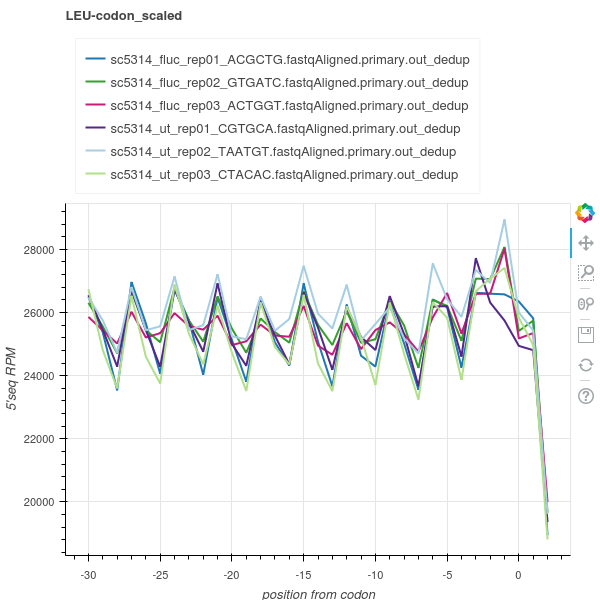 LEU-codon_scaled
sc5314_fluc_rep01_ACGCTG.fastqAligned.primary.out_dedup
sc5314_fluc_rep02_GTGATC.fastqAligned.primary.out_dedup
sc5314_fluc_rep03_ACTGGT.fastqAligned.primary.out_dedup
sc5314_ut_rep01_CGTGCA.fastqAligned.primary.out_dedup
sc5314_ut_rep02_TAATGT.fastqAligned.primary.out_dedup
sc5314_ut_rep03_CTACAC.fastqAligned.primary.out_dedup
28000
26000
24000
22000
20000
5'seq RPM
-30 -25 -20 -15 -10 -5 0
position from codon